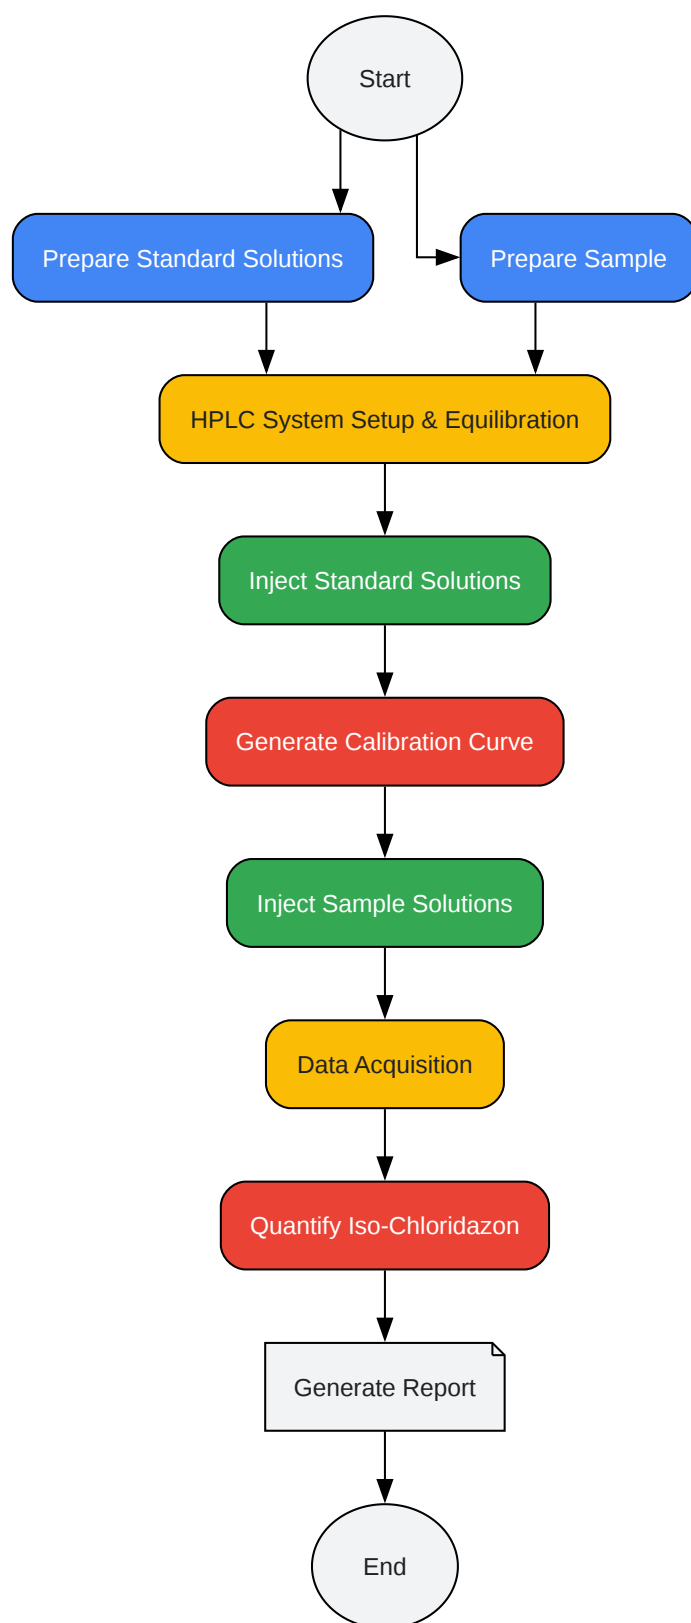 Start
Prepare Standard Solutions
Prepare Sample
HPLC System Setup & Equilibration
Inject Standard Solutions
Generate Calibration Curve
Inject Sample Solutions
Data Acquisition
Quantify Iso-Chloridazon
Generate Report
End